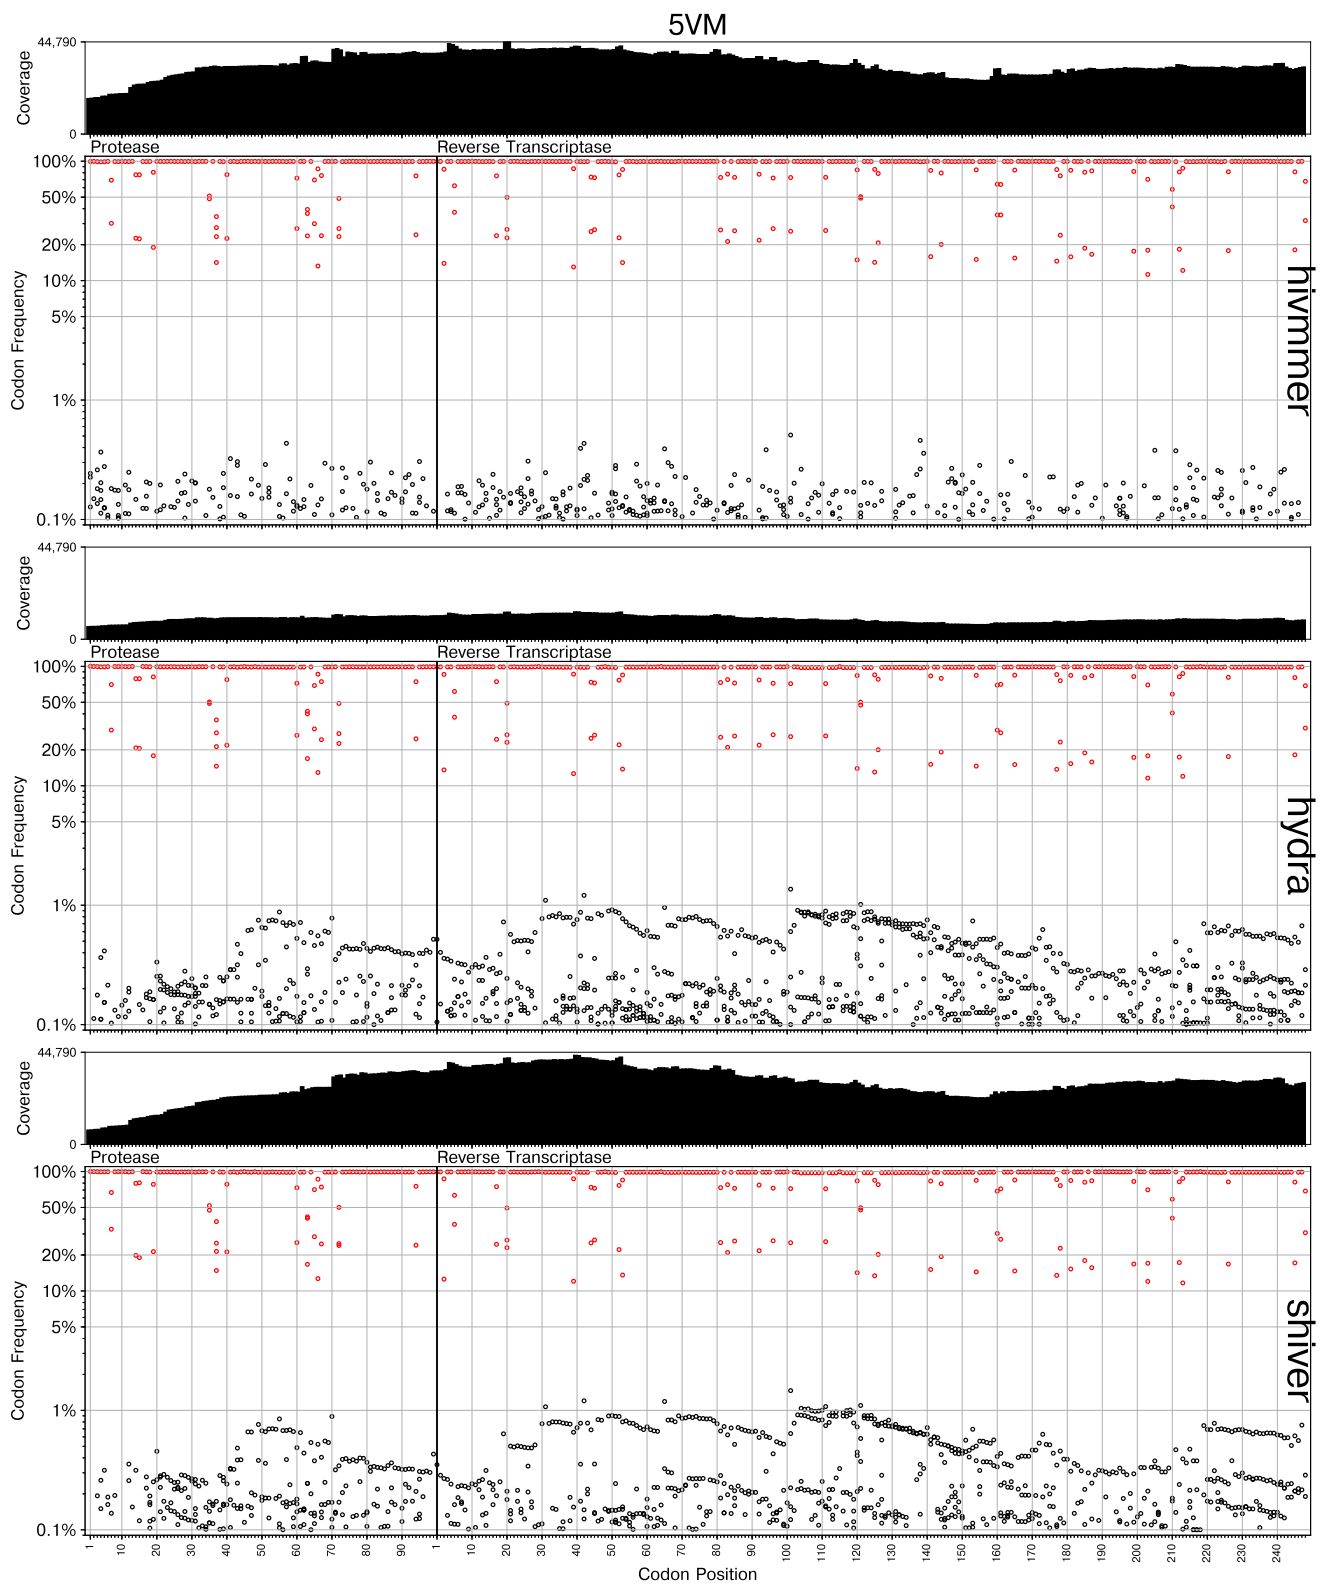 5VM
44,790
Coverage
0
Protease
Reverse Transcriptase
100%
50%
20%
10%
5%
1%
0.1%
Codon Frequency
hivmmer
44,790
Coverage
0
Protease
Reverse Transcriptase
100%
50%
20%
10%
5%
1%
0.1%
Codon Frequency
hydra
44,790
Coverage
0
Protease
Reverse Transcriptase
100%
50%
20%
10%
5%
1%
0.1%
Codon Frequency
shiver
1 10 20 30 40 50 60 70 80 90 1 10 20 30 40 50 60 70 80 90 100 110 120 130 140 150 160 170 180 190 200 210 220 230 240
Codon Position